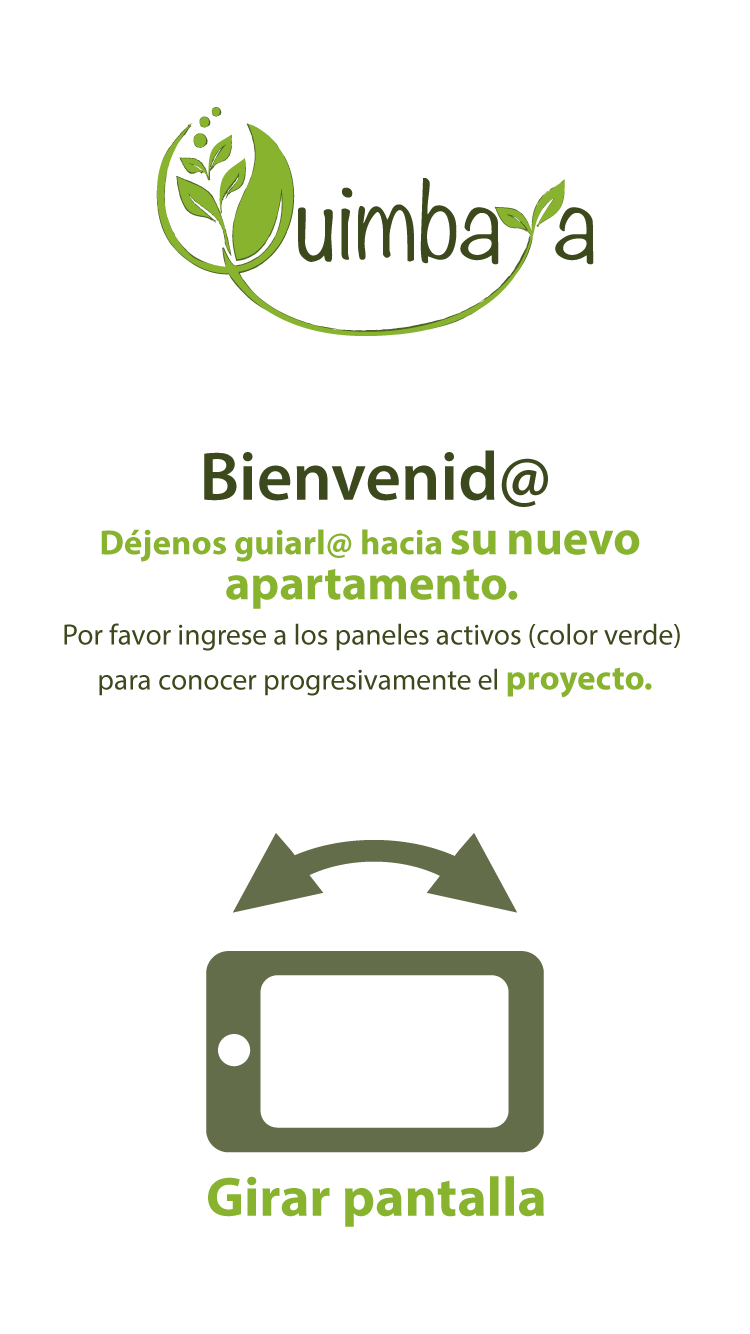 Quimbaya
Bienvenid@
Déjenos guiarl@ hacia su nuevo
apartamento.
Por favor ingrese a los paneles activos (color verde)
para conocer progresivamente el proyecto.
Girar pantalla